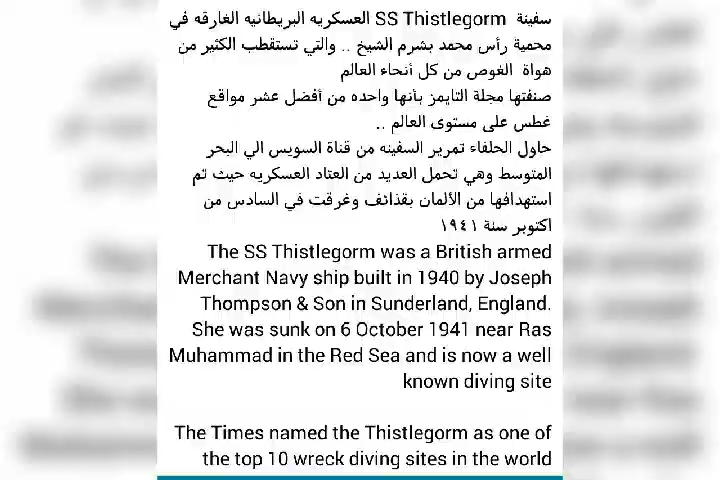 سفينة SS Thistlegorm العسكريه البريطانيه الغارقه في
محمية رأس محمد بشرم الشيخ .. والتي تستقطب الكثير من
هواة الغوص من كل أنحاء العالم
صنفتها مجلة التايمز بأنها واحده من أفضل عشر مواقع
غطس على مستوى العالم ..
حاول الحلفاء تمرير السفينه من قناة السويس الي البحر
المتوسط وهي تحمل العديد من العتاد العسكريه حيث تم
استهدافها من الألمان بقذائف وغرقت في السادس من
اكتوبر سنة ١٩٤١
The SS Thistlegorm was a British armed
Merchant Navy ship built in 1940 by Joseph
Thompson & Son in Sunderland, England.
She was sunk on 6 October 1941 near Ras
Muhammad in the Red Sea and is now a well
known diving site
The Times named the Thistlegorm as one of
the top 10 wreck diving sites in the world